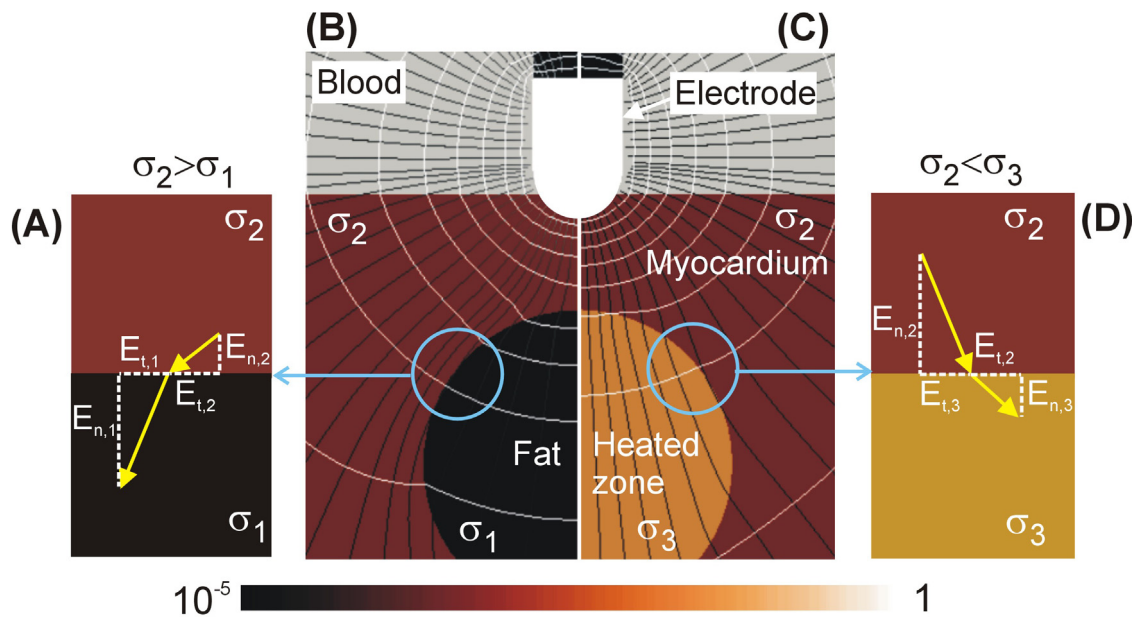 (B)
(C)
Blood
Electrode
σ2>σ1
σ2<σ3
(A)
σ2
σ2
σ2
σ2
(D)
Myocardium
Et,1
En,2
Et,2
En,1
En,2
Et,2
Et,3
En,3
Fat
Heated
zone
σ1
σ1
σ3
σ3
10-5
1